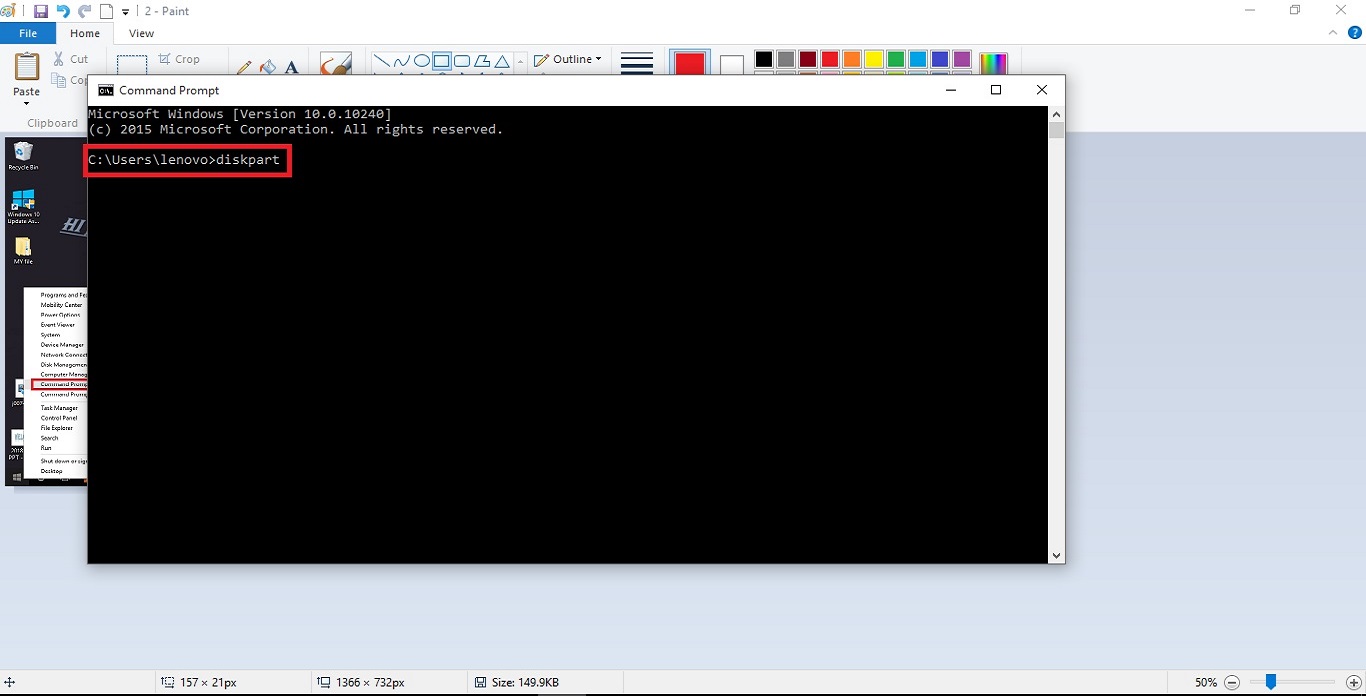 2 - Paint
File
Home
View
Cut
Crop
Outline
Paste
Clipboard
Command Prompt
Microsoft Windows [Version 10.0.10240]
(c) 2015 Microsoft Corporation. All rights reserved.
C:\Users\lenovo>diskpart
Recycle Bin
Windows 10
Update As...
MY file
Programs and Fea
Mobility Center
Power Options
Event Viewer
System
Device Manager
Network Connect
Disk Managemen
Computer Manag
Command Promp
Command Promp
Task Manager
Control Panel
File Explorer
Search
Run
Shut down or sig
Desktop
157 × 21px
1366 × 732px
Size: 149.9KB
50%